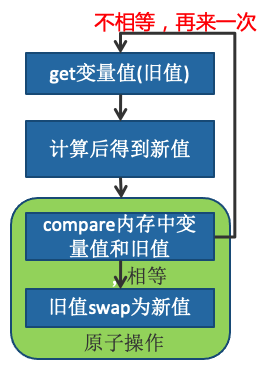 不相等，再来一次
get变量值(旧值)
计算后得到新值
compare内存中变
量值和旧值
相等
旧值swap为新值
原子操作